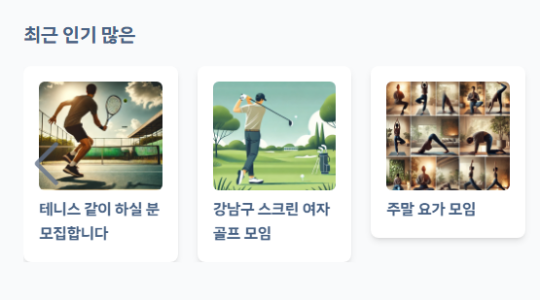 최근 인기 많은
테니스 같이 하실 분
모집합니다
강남구 스크린 여자
골프 모임
주말 요가 모임